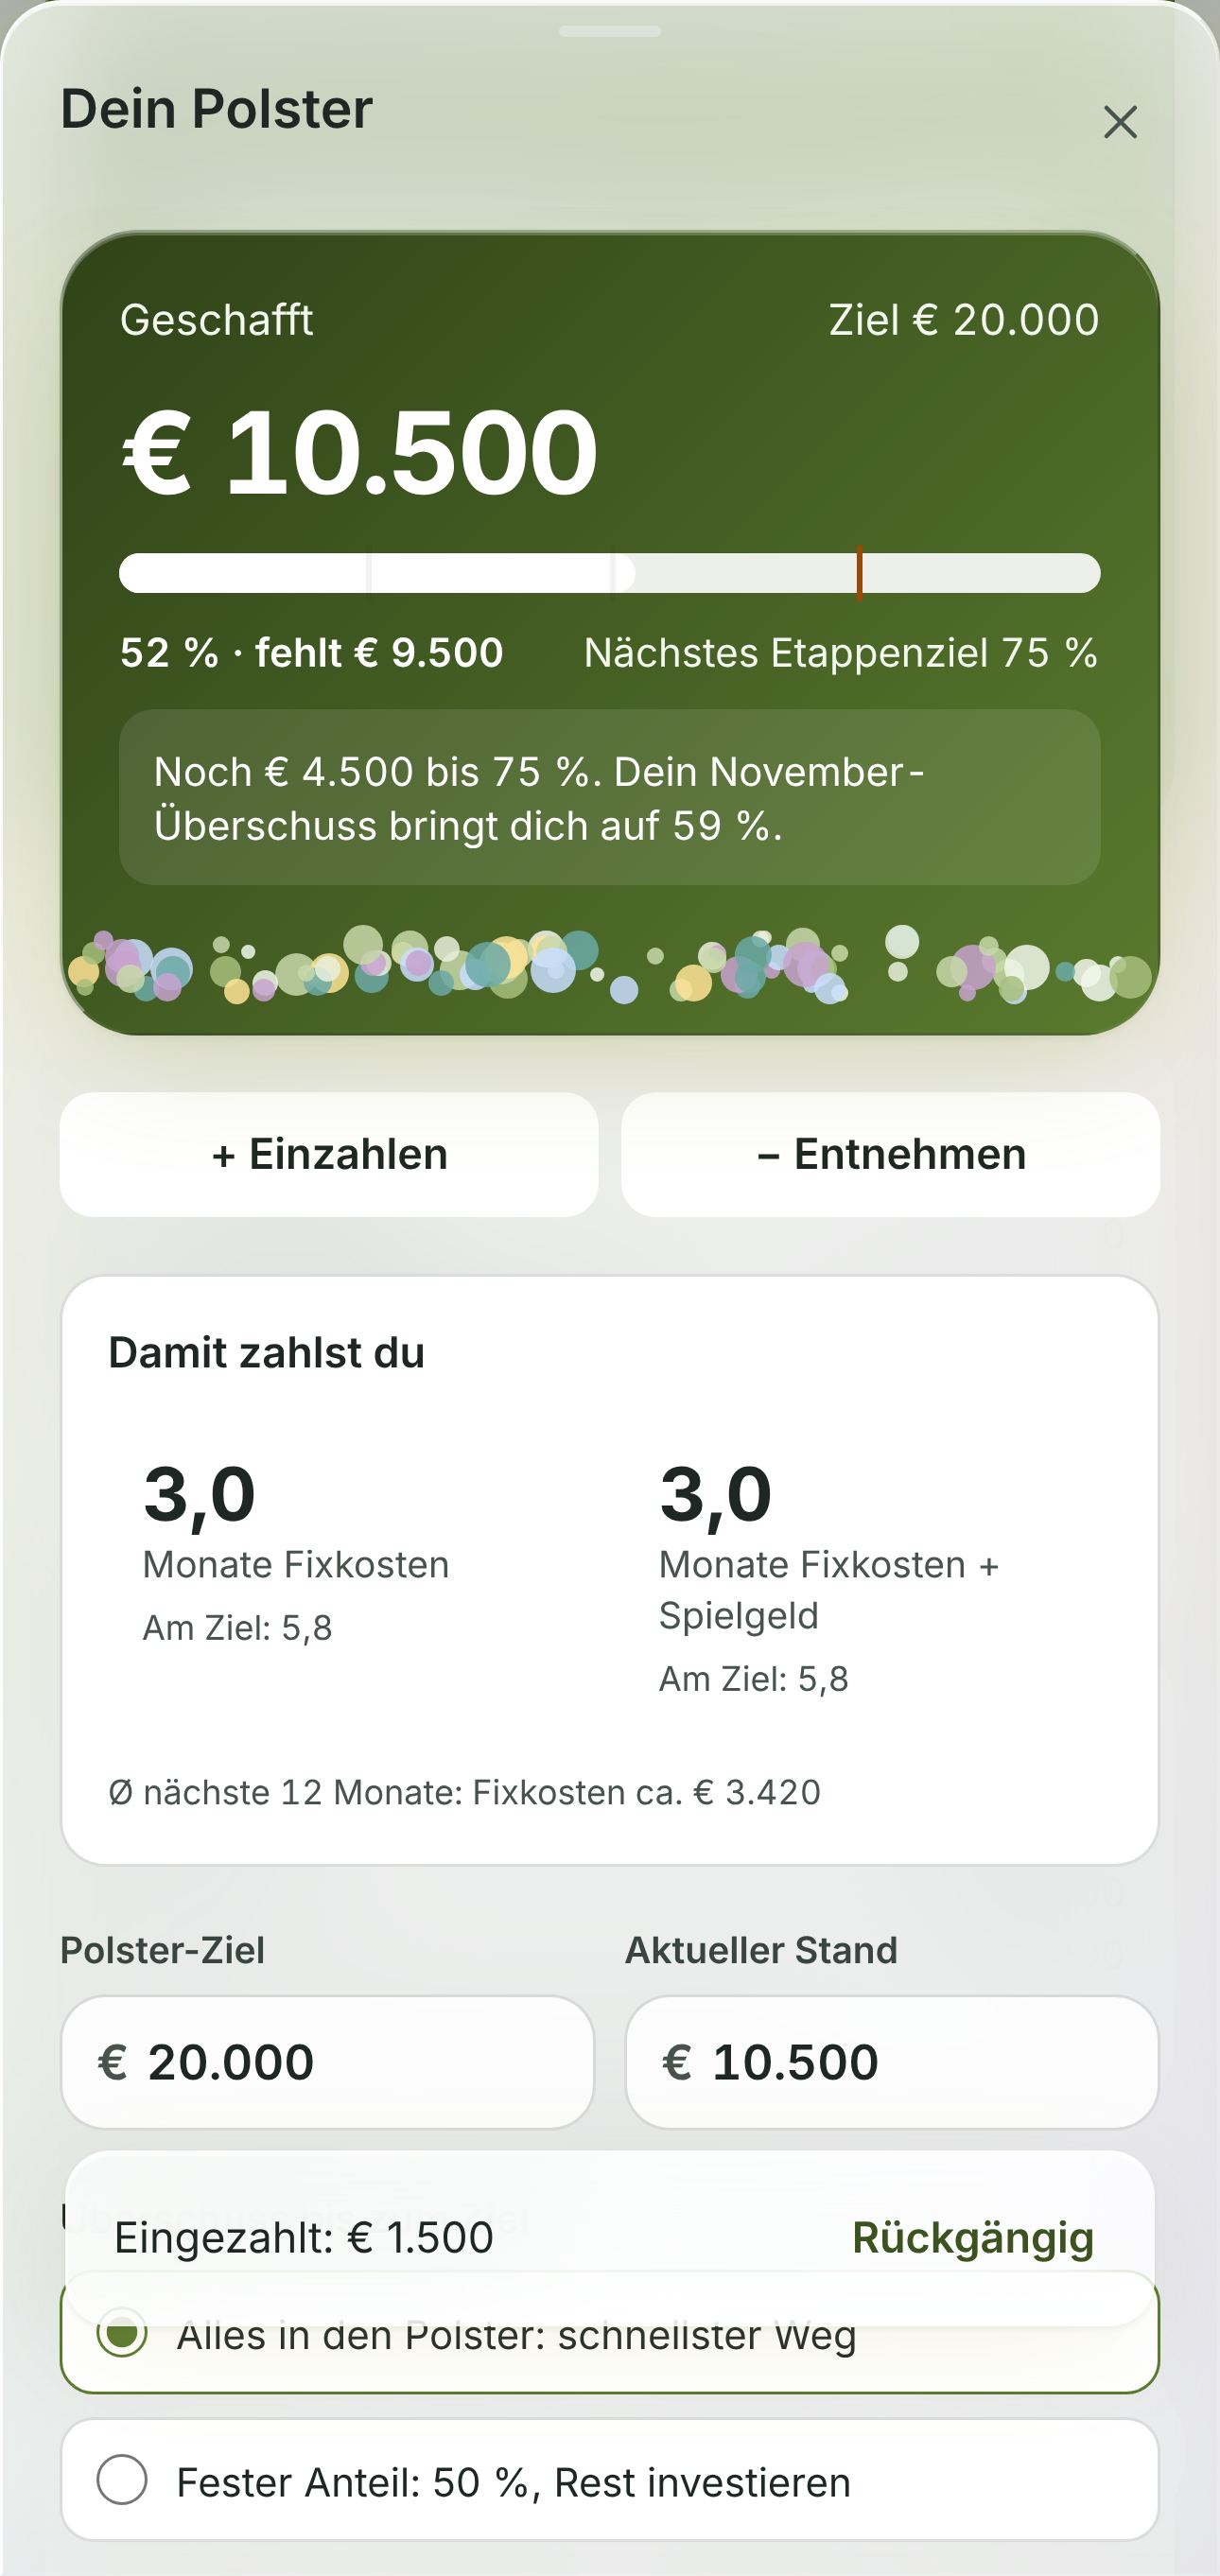 Dein Polster
Geschafft
Ziel € 20.000
€ 10.500
52 % · fehlt € 9.500
Nächstes Etappenziel 75 %
Noch € 4.500 bis 75 %. Dein November-
Überschuss bringt dich auf 59 %.
+ Einzahlen
− Entnehmen
Damit zahlst du
3,0
Monate Fixkosten
Am Ziel: 5,8
3,0
Monate Fixkosten +
Spielgeld
Am Ziel: 5,8
Ø nächste 12 Monate: Fixkosten ca. € 3.420
Polster-Ziel
Aktueller Stand
€ 20.000
€ 10.500
Eingezahlt: € 1.500
Rückgängig
Alles in den Polster: schnellster Weg
Fester Anteil: 50 %, Rest investieren